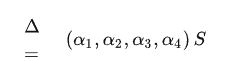 Δ
= (α₁, α₂, α₃, α₄) S